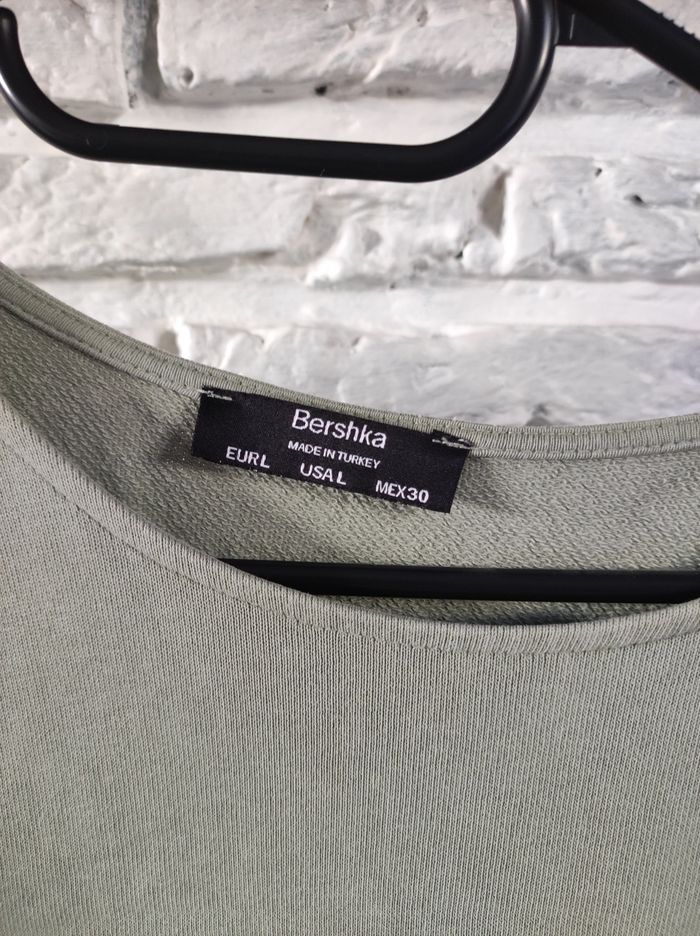 Bershka
MADE IN TURKEY
EUR L USA L MEX 30